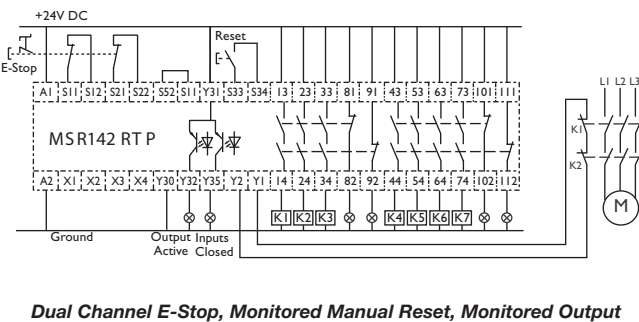 +24V DC
Reset
E-Stop
A1 S11 S12 S21 S22 S52 S11 Y31 S33 S34 13 23 33 81 91 43 53 63 73 101 111
L1 L2 L3
MSR142 RTP
K1
K2
A2 X1 X2 X3 X4 Y30 Y32 Y35 Y2 Y1 14 24 34 82 92 44 54 64 74 102 112
M
K1 K2 K3 K4 K5 K6 K7
Ground
Output Active
Inputs Closed
Dual Channel E-Stop, Monitored Manual Reset, Monitored Output